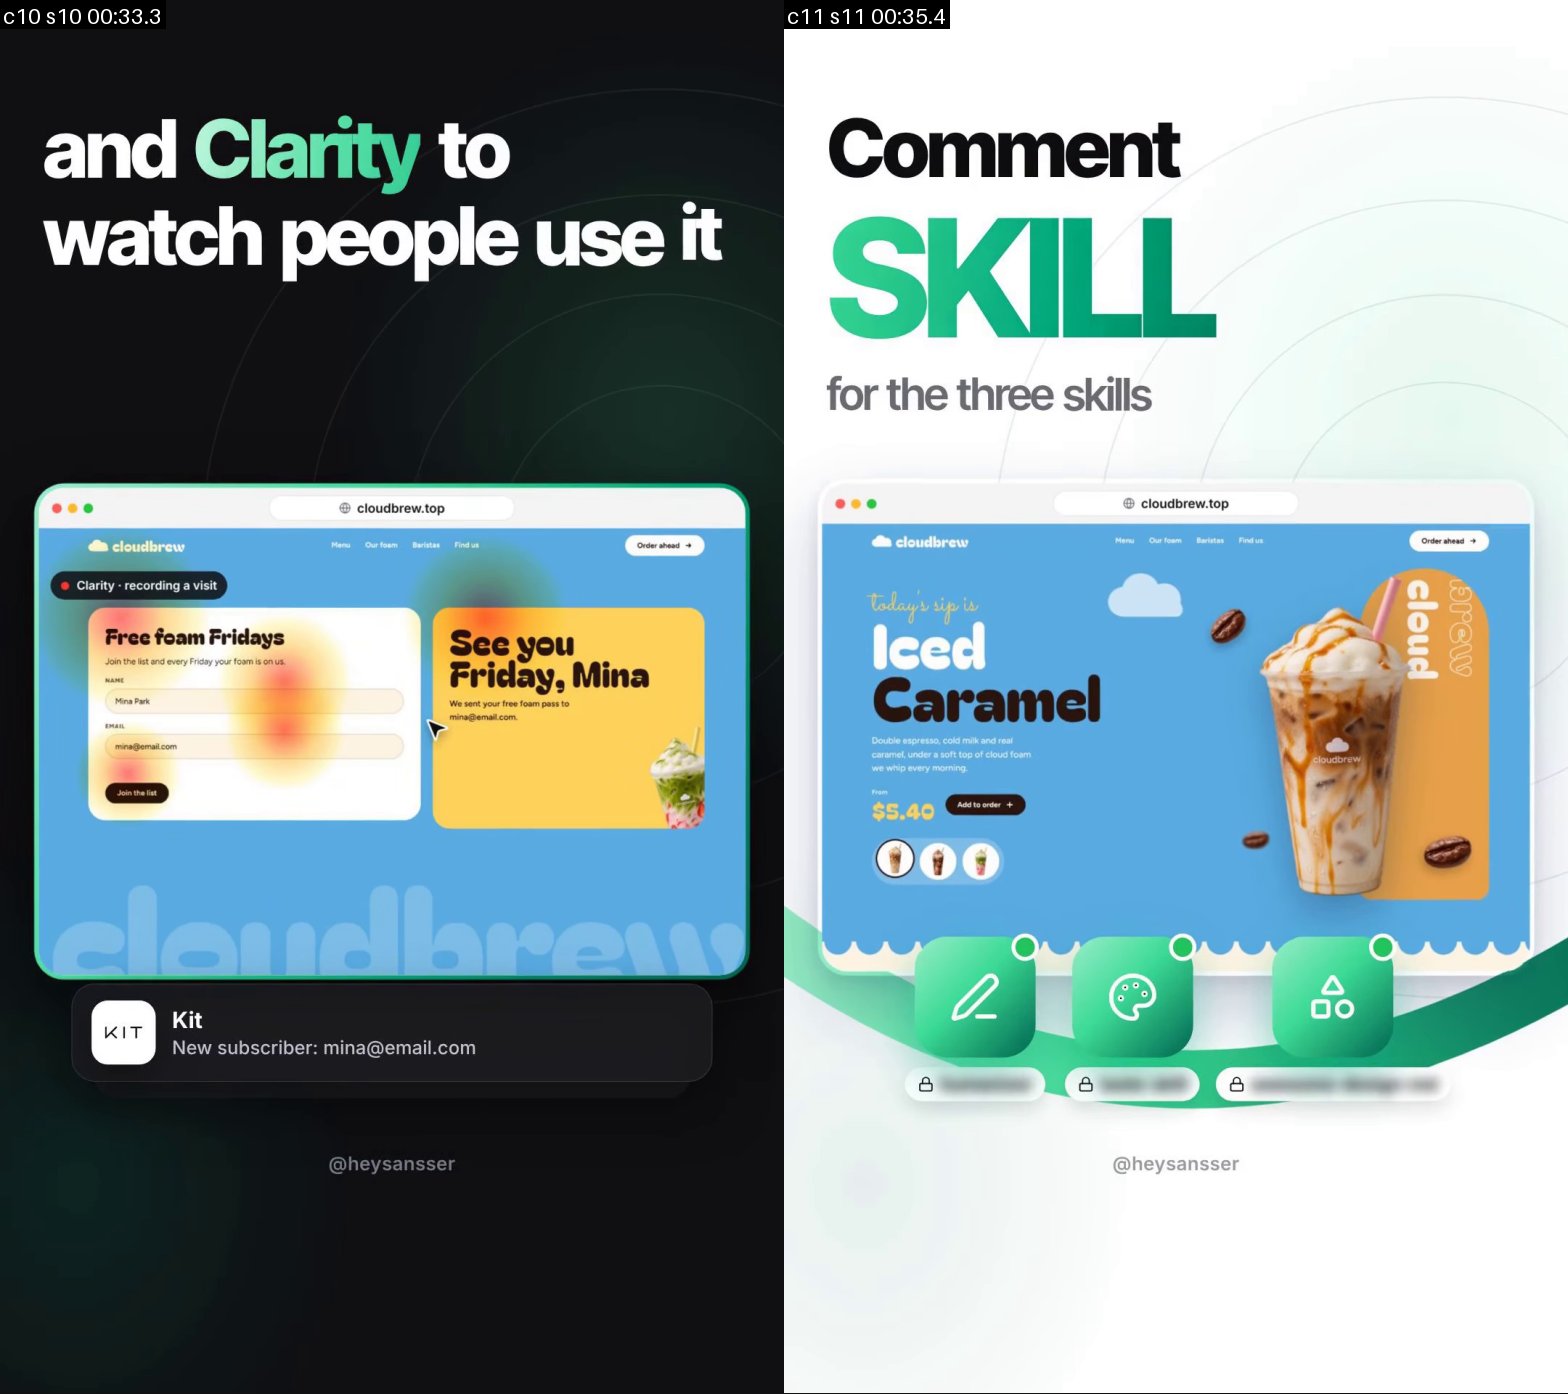 c10 s10 00:33.3
and Clarity to
watch people use it
cloudbrew.top
cloudbrew
Menu Our foam Baristas Find us
Order ahead →
Clarity · recording a visit
Free foam Fridays
Join the list and every Friday your foam is on us.
NAME
Mina Park
EMAIL
mina@email.com
Join the list
See you
Friday, Mina
We sent your free foam pass to
mina@email.com.
cloudbrew
KIT
Kit
New subscriber: mina@email.com
@heysansser
c11 s11 00:35.4
Comment
SKILL
for the three skills
cloudbrew.top
cloudbrew
Menu Our foam Baristas Find us
Order ahead →
today's sip is
Iced
Caramel
Double espresso, cold milk and real
caramel, under a soft top of cloud foam
we whip every morning.
From
$5.40
Add to order +
cloud
brew
cloudbrew
@heysansser